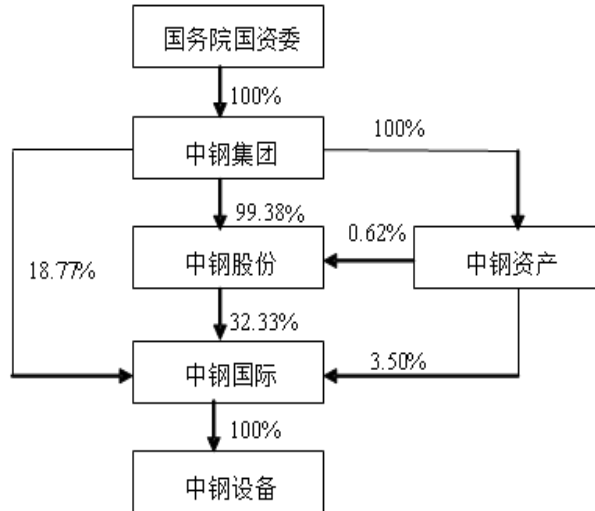 国务院国资委
100%
中钢集团
100%
99.38%
中钢股份
0.62%
中钢资产
18.77%
32.33%
中钢国际
3.50%
100%
中钢设备